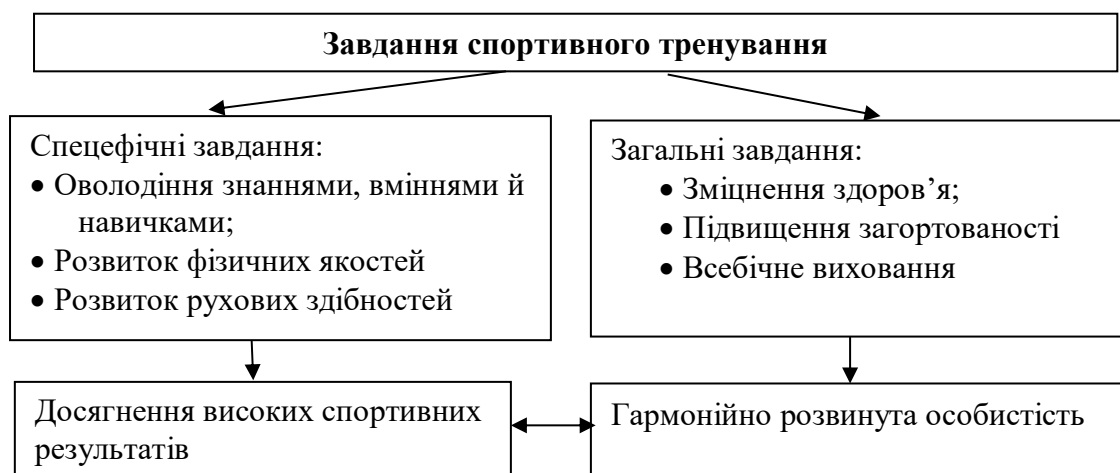 Завдання спортивного тренування
Спецефічні завдання:
• Оволодіння знаннями, вміннями й
навичками;
• Розвиток фізичних якостей
• Розвиток рухових здібностей
Загальні завдання:
• Зміцнення здоров’я;
• Підвищення загортованості
• Всебічне виховання
Досягнення високих спортивних
результатів
Гармонійно розвинута особистість